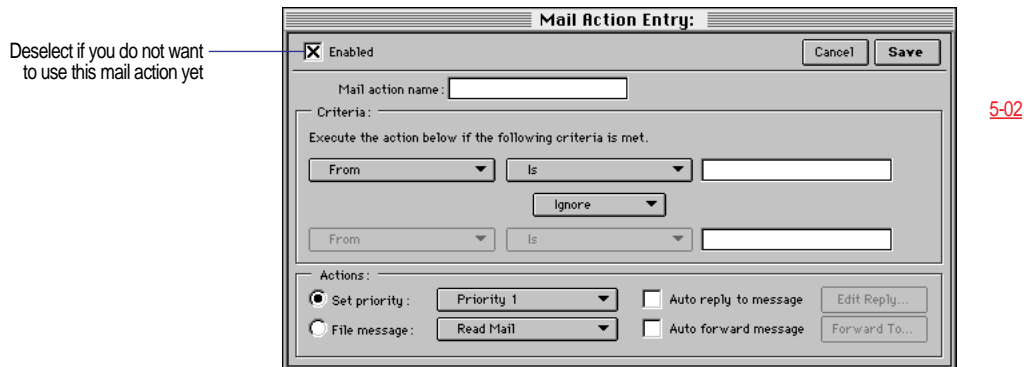 Mail Action Entry:
Deselect if you do not want
to use this mail action yet
Enabled
Cancel
Save
Mail action name:
5-02
Criteria:
Execute the action below if the following criteria is met.
From
Is
Ignore
From
Is
Actions:
Set priority:
Priority 1
Auto reply to message
Edit Reply...
File message:
Read Mail
Auto forward message
Forward To...